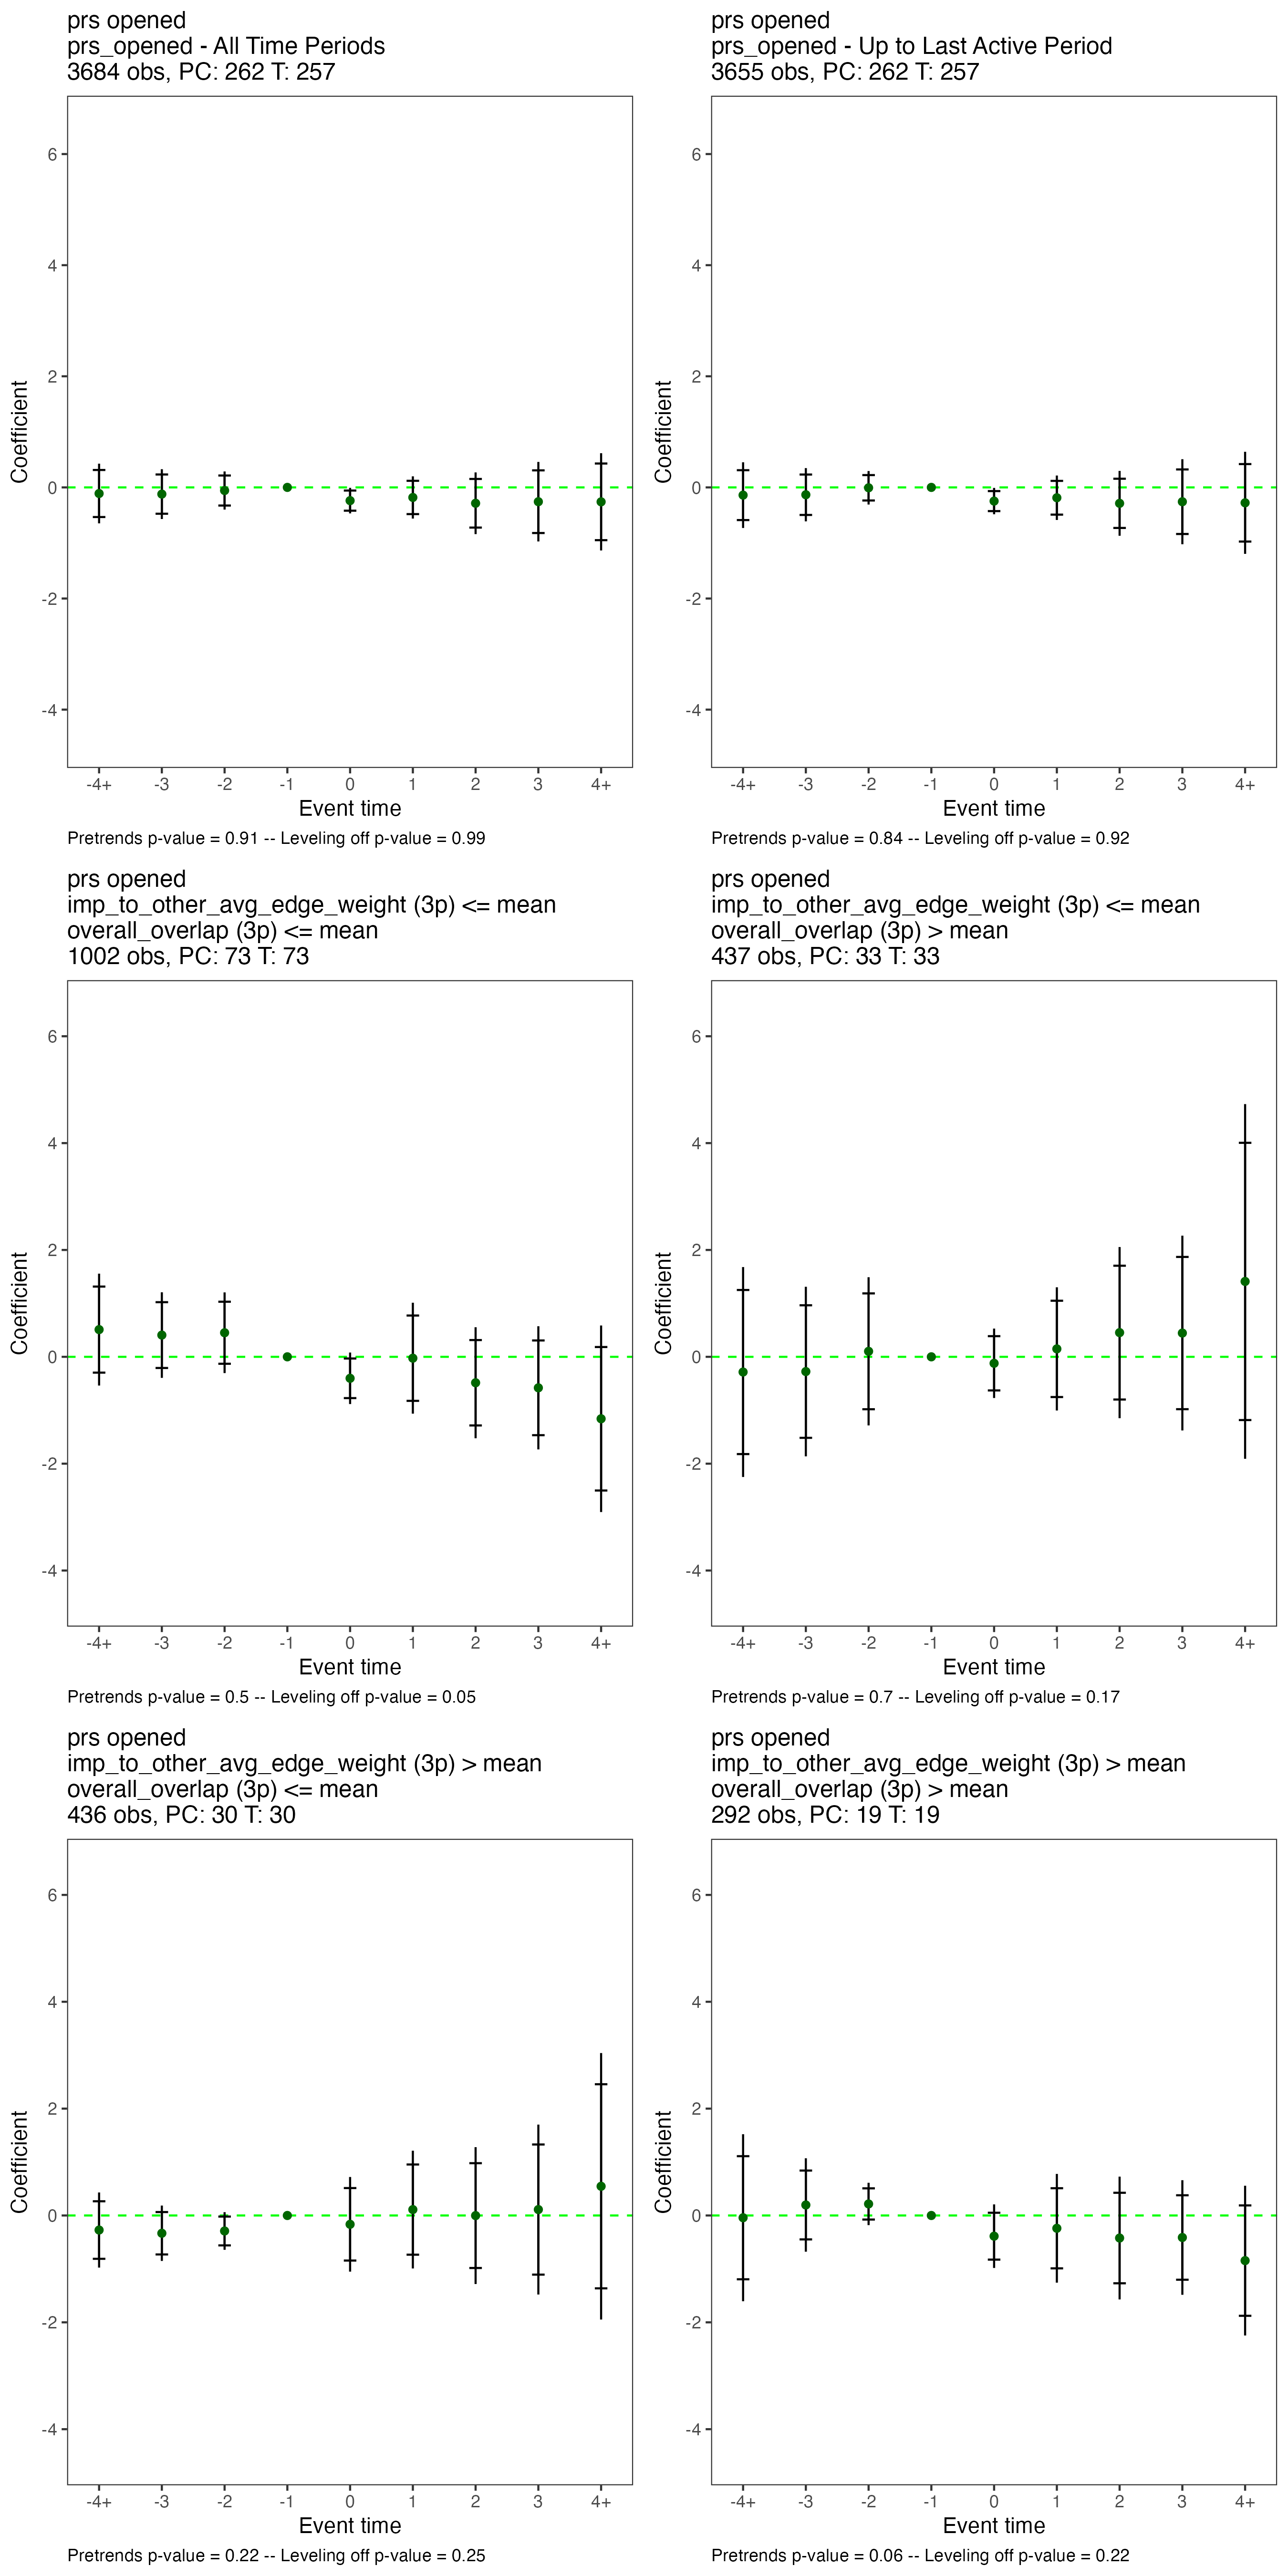 prs opened
prs_opened - All Time Periods
3684 obs, PC: 262 T: 257
6
4
2
0
-2
-4
Coefficient
-4+ -3 -2 -1 0 1 2 3 4+
Event time
Pretrends p-value = 0.91 -- Leveling off p-value = 0.99
prs opened
prs_opened - Up to Last Active Period
3655 obs, PC: 262 T: 257
6
4
2
0
-2
-4
Coefficient
-4+ -3 -2 -1 0 1 2 3 4+
Event time
Pretrends p-value = 0.84 -- Leveling off p-value = 0.92
prs opened
imp_to_other_avg_edge_weight (3p) <= mean
overall_overlap (3p) <= mean
1002 obs, PC: 73 T: 73
6
4
2
0
-2
-4
Coefficient
-4+ -3 -2 -1 0 1 2 3 4+
Event time
Pretrends p-value = 0.5 -- Leveling off p-value = 0.05
prs opened
imp_to_other_avg_edge_weight (3p) <= mean
overall_overlap (3p) > mean
437 obs, PC: 33 T: 33
6
4
2
0
-2
-4
Coefficient
-4+ -3 -2 -1 0 1 2 3 4+
Event time
Pretrends p-value = 0.7 -- Leveling off p-value = 0.17
prs opened
imp_to_other_avg_edge_weight (3p) > mean
overall_overlap (3p) <= mean
436 obs, PC: 30 T: 30
6
4
2
0
-2
-4
Coefficient
-4+ -3 -2 -1 0 1 2 3 4+
Event time
Pretrends p-value = 0.22 -- Leveling off p-value = 0.25
prs opened
imp_to_other_avg_edge_weight (3p) > mean
overall_overlap (3p) > mean
292 obs, PC: 19 T: 19
6
4
2
0
-2
-4
Coefficient
-4+ -3 -2 -1 0 1 2 3 4+
Event time
Pretrends p-value = 0.06 -- Leveling off p-value = 0.22